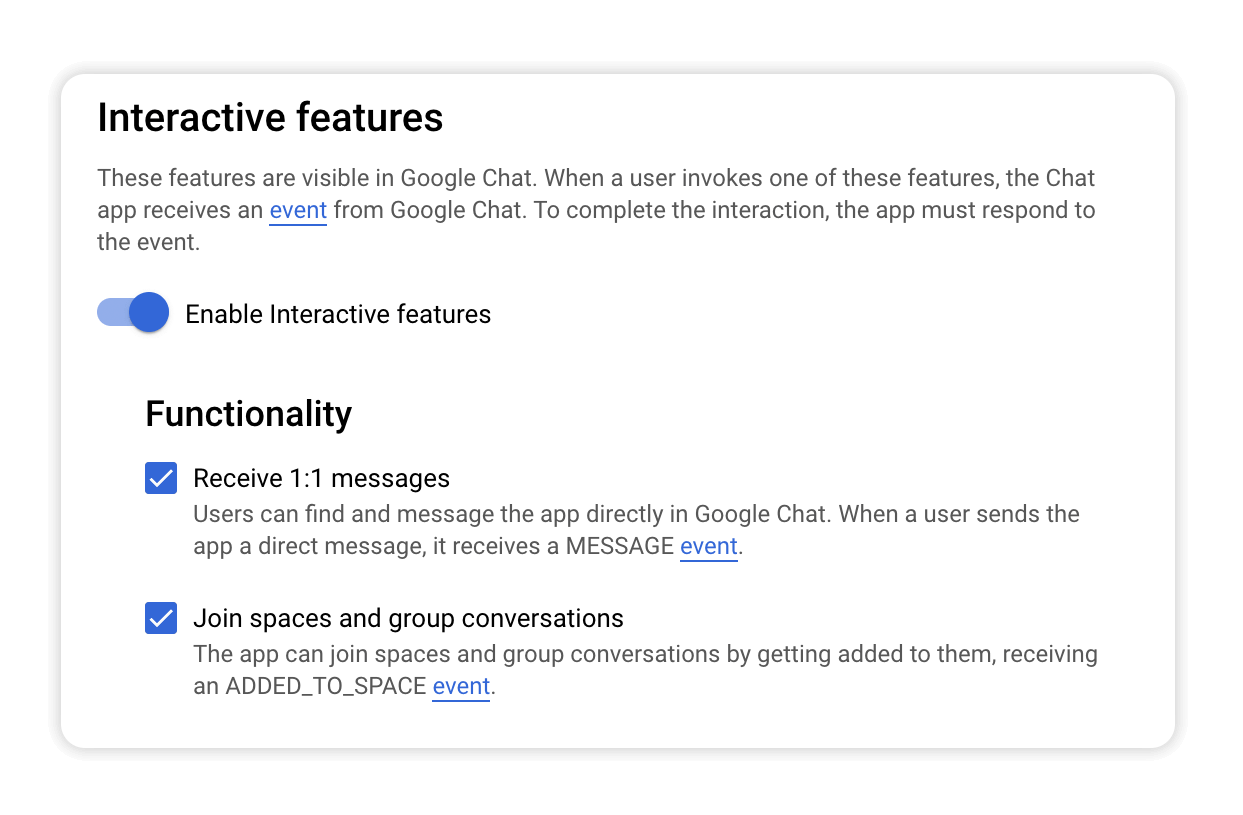 Interactive features
These features are visible in Google Chat. When a user invokes one of these features, the Chat
app receives an event from Google Chat. To complete the interaction, the app must respond to
the event.
Enable Interactive features
Functionality
Receive 1:1 messages
Users can find and message the app directly in Google Chat. When a user sends the
app a direct message, it receives a MESSAGE event.
Join spaces and group conversations
The app can join spaces and group conversations by getting added to them, receiving
an ADDED_TO_SPACE event.